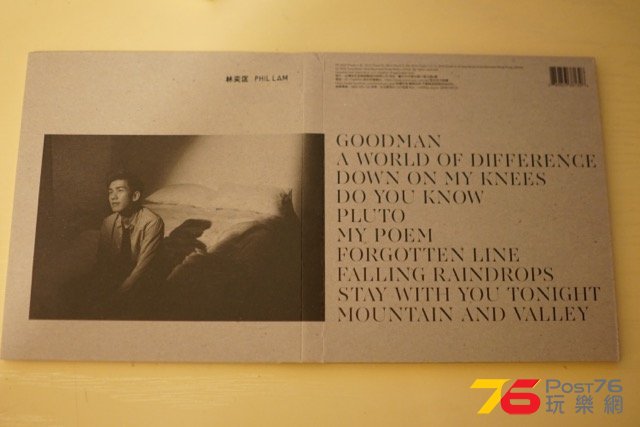 林奕匡 PHIL LAM
GOODMAN
A WORLD OF DIFFERENCE
DOWN ON MY KNEES
DO YOU KNOW
PLUTO
MY POEM
FORGOTTEN LINE
FALLING RAINDROPS
STAY WITH YOU TONIGHT
MOUNTAIN AND VALLEY
76 POST76
玩樂網